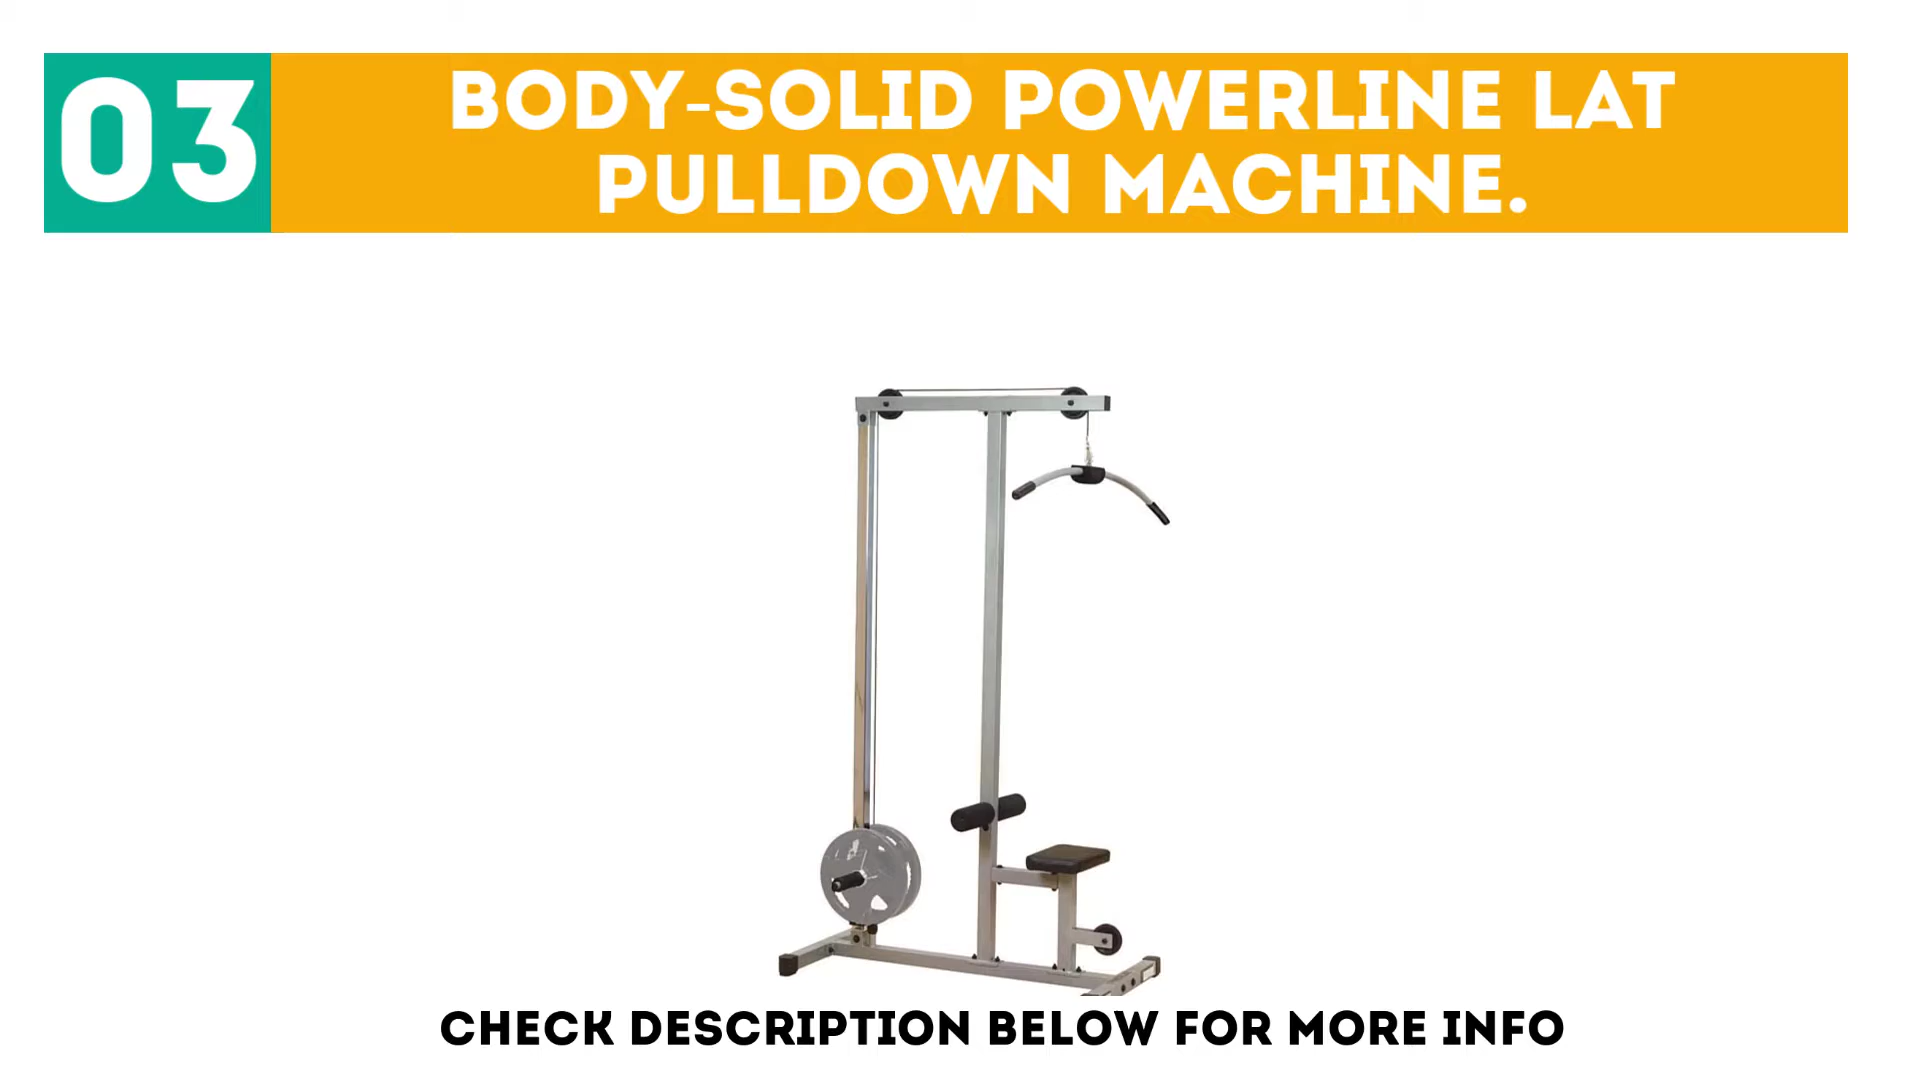 03
BODY-SOLID POWERLINE LAT
PULLDOWN MACHINE.
CHECK DESCRIPTION BELOW FOR MORE INFO